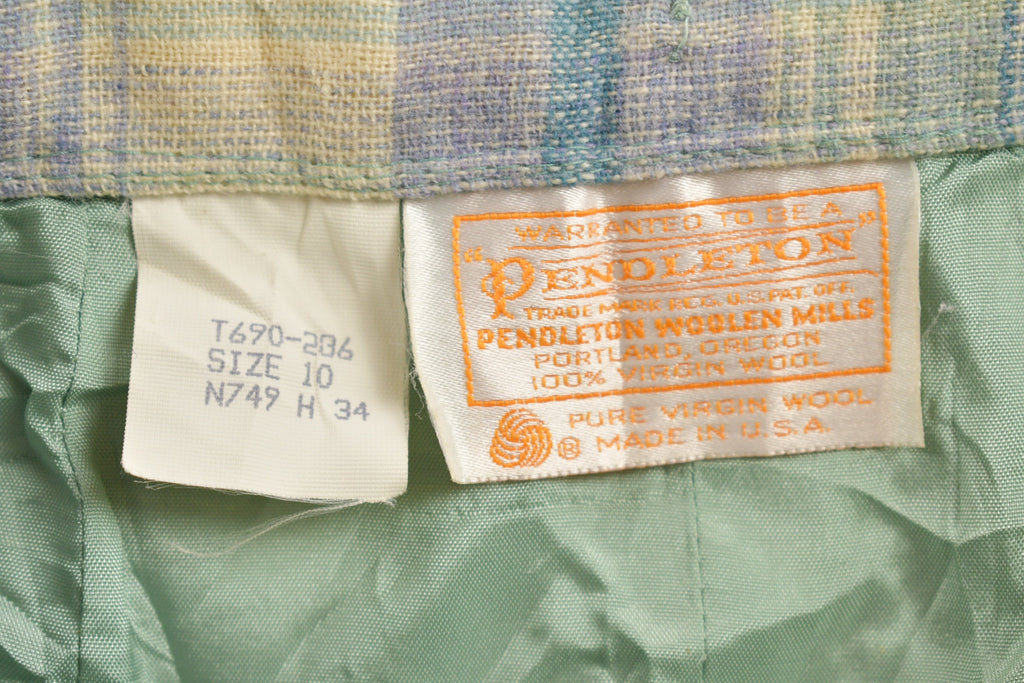 T690-286
SIZE 10
N749 H 34
WARRANTED TO BE A
"PENDLETON"
TRADE MARK REG. U.S. PAT. OFF.
PENDLETON WOOLEN MILLS
PORTLAND, OREGON
100% VIRGIN WOOL
PURE VIRGIN WOOL
® MADE IN U.S.A.